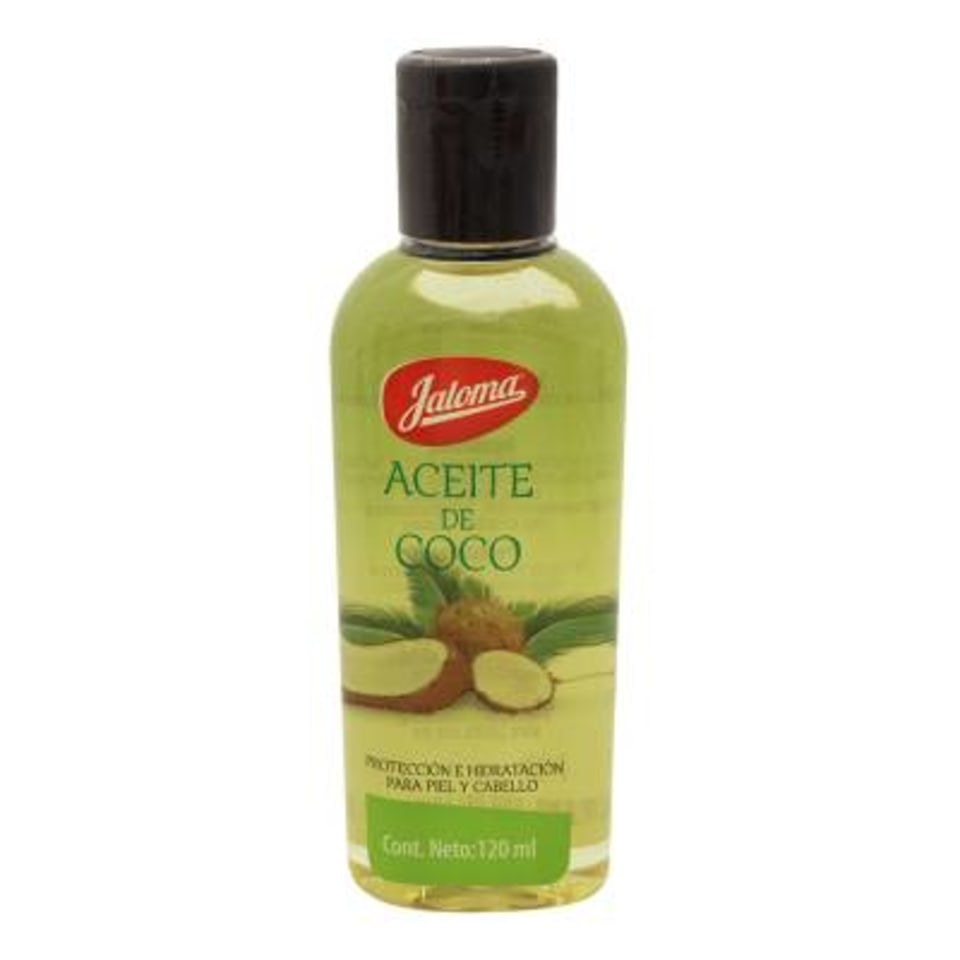 Jaloma
ACEITE
DE
COCO
PROTECCIÓN E HIDRATACIÓN
PARA PIEL Y CABELLO
Cont. Neto: 120 ml